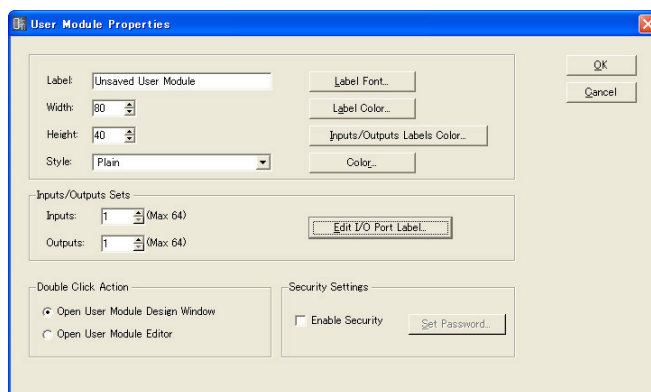 User Module Properties
Label: Unsaved User Module Label Font... OK
Width: 80 Label Color... Cancel
Height: 40 Inputs/Outputs Labels Color...
Style: Plain Color...
Inputs/Outputs Sets
Inputs: 1 (Max 64) Edit I/O Port Label...
Outputs: 1 (Max 64)
Double Click Action
Open User Module Design Window
Open User Module Editor
Security Settings
Enable Security Set Password...